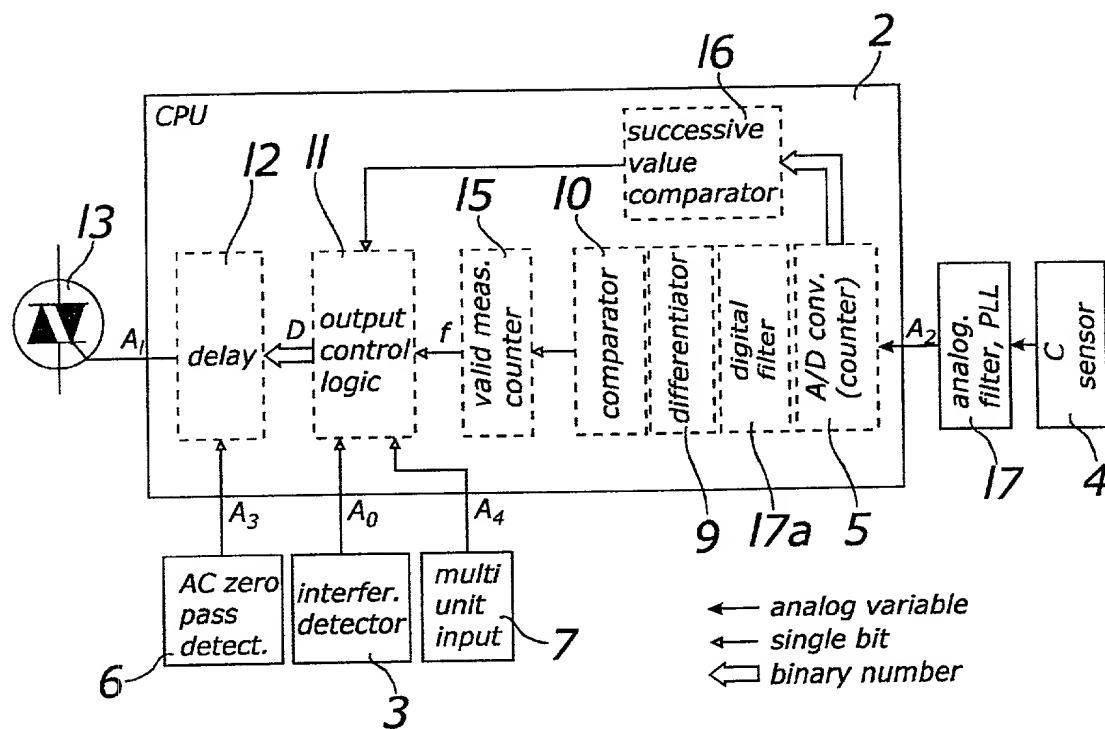 16
2
CPU
successive
value
comparator
12
11
15
10
13
delay
D
output
control
logic
f
valid meas.
counter
comparator
differentiator
digital
filter
A/D conv.
(counter)
A1
A2
analog.
filter, PLL
C
sensor
17
4
A3
A0
A4
9
17a
5
AC zero
pass
detect.
interfer.
detector
multi
unit
input
6
3
7
analog variable
single bit
binary number